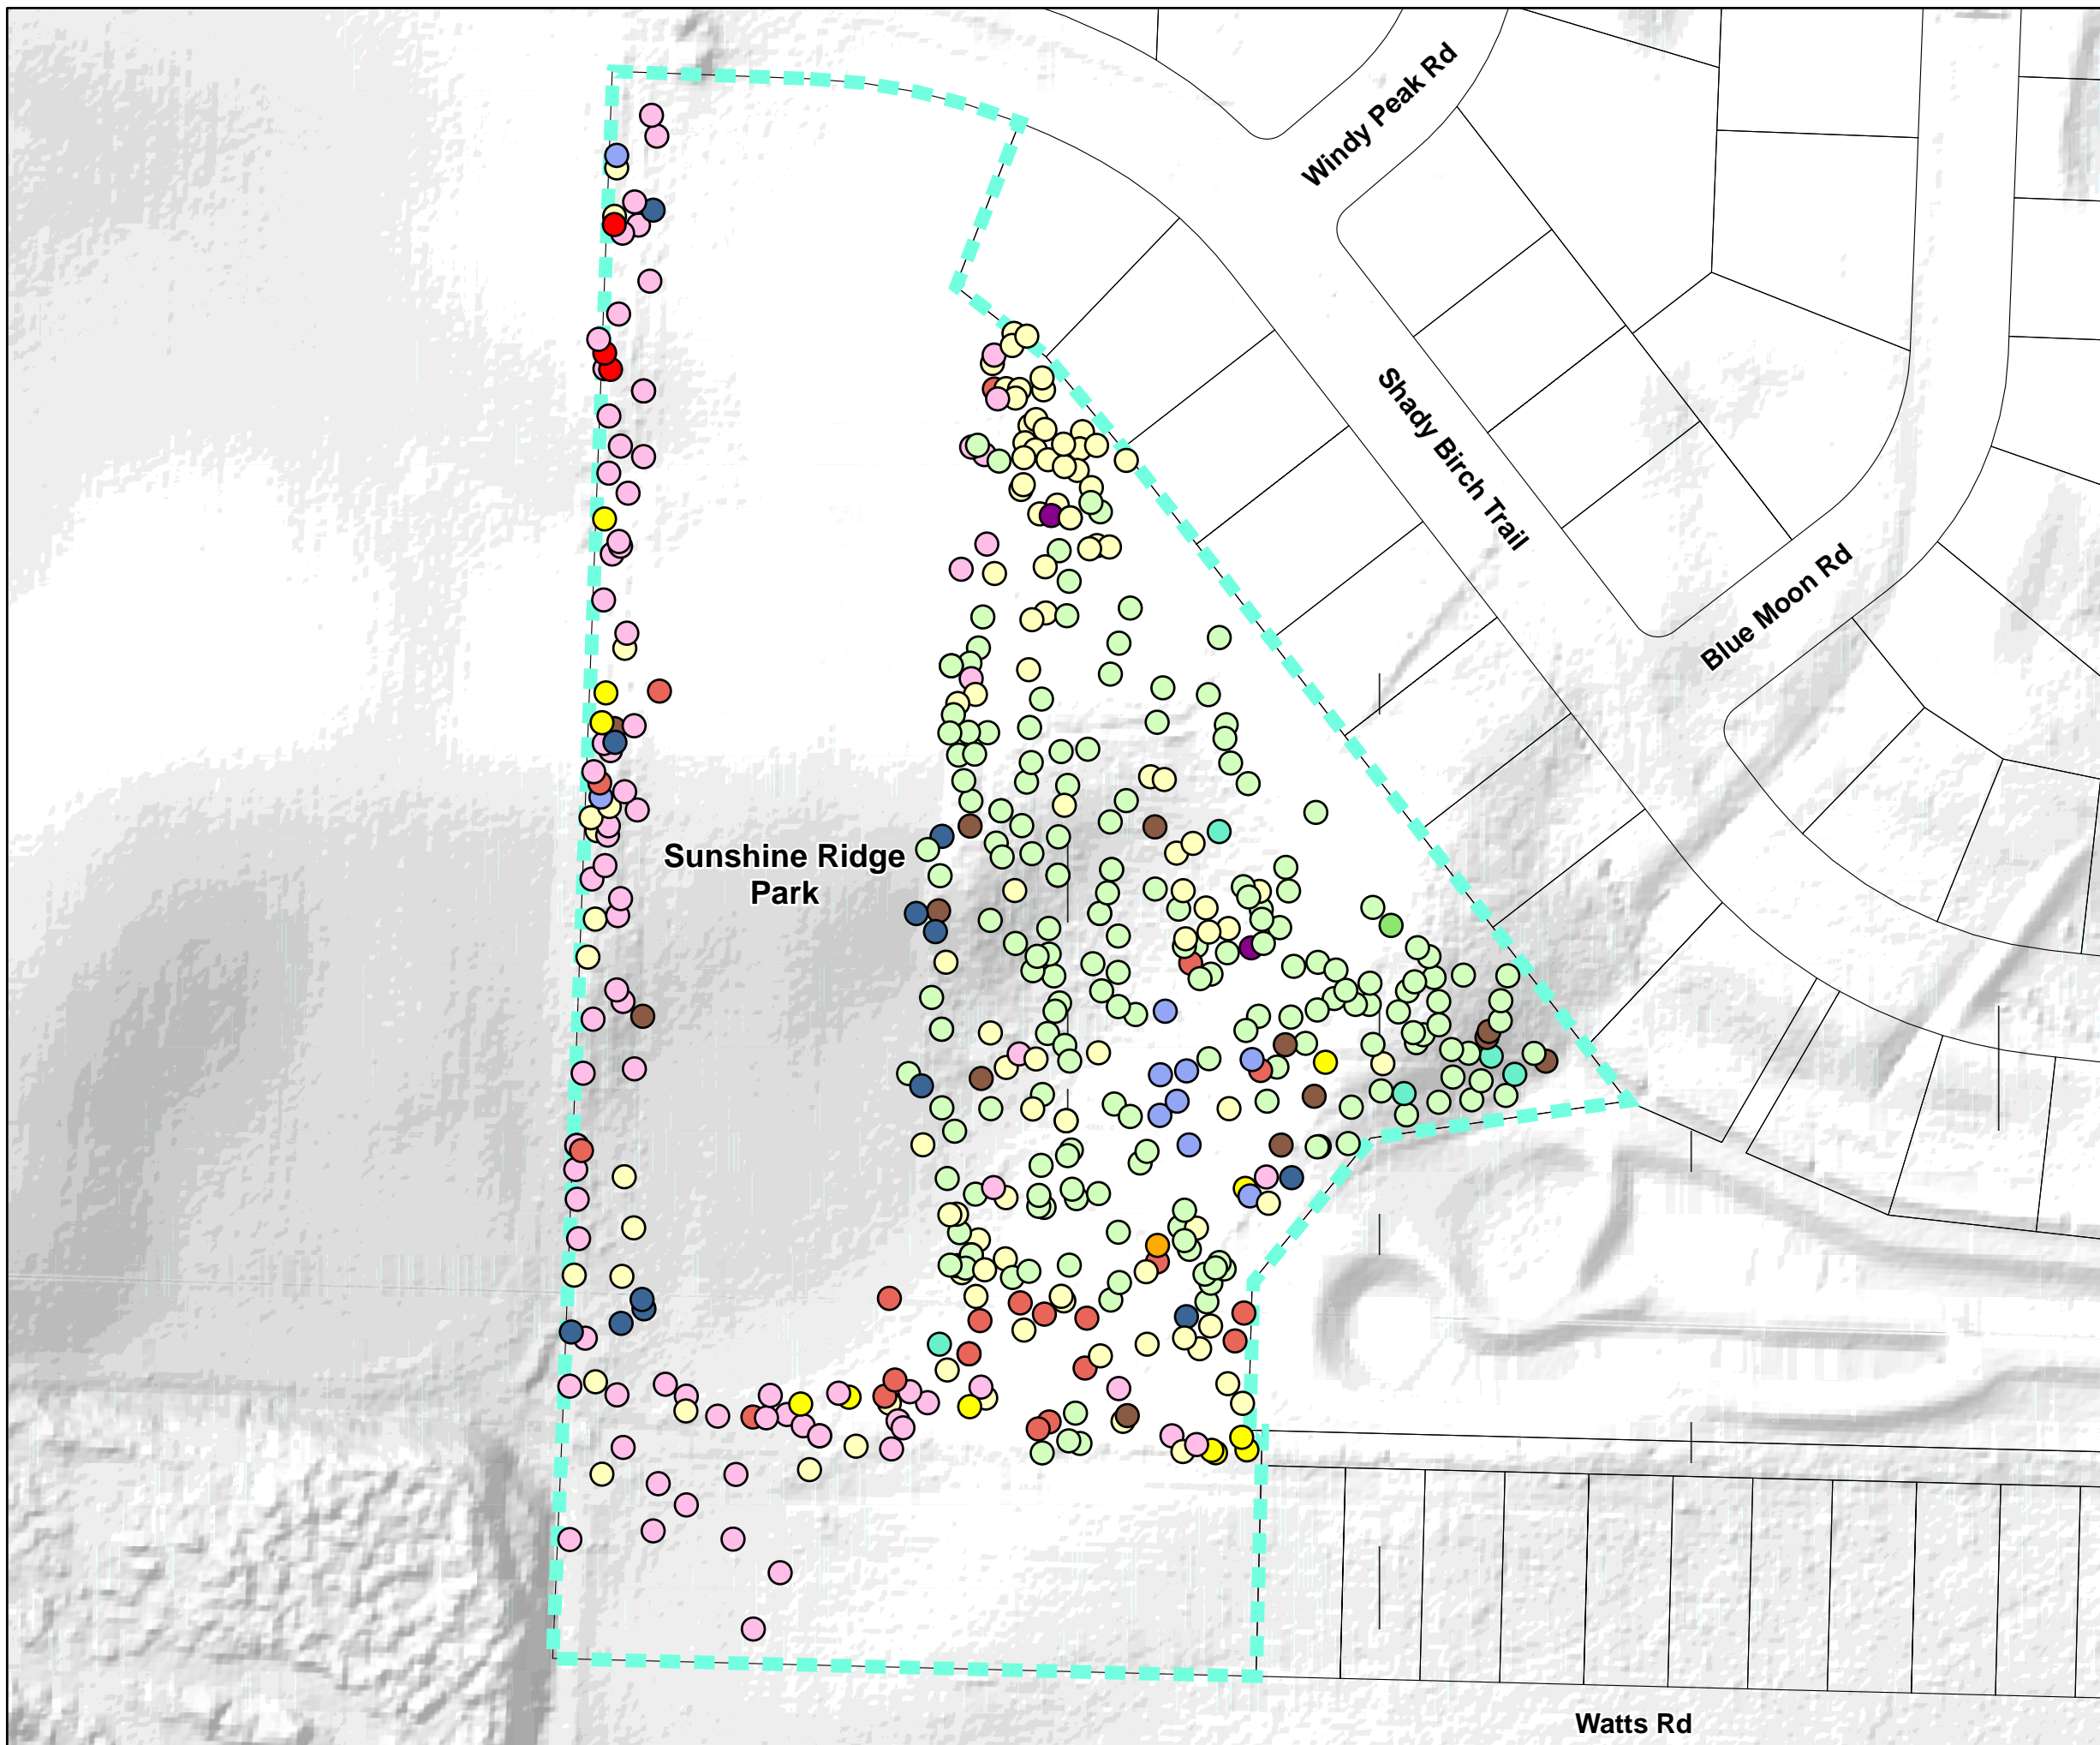 Windy Peak Rd
Shady Birch Trail
Blue Moon Rd
Sunshine Ridge
Park
Watts Rd